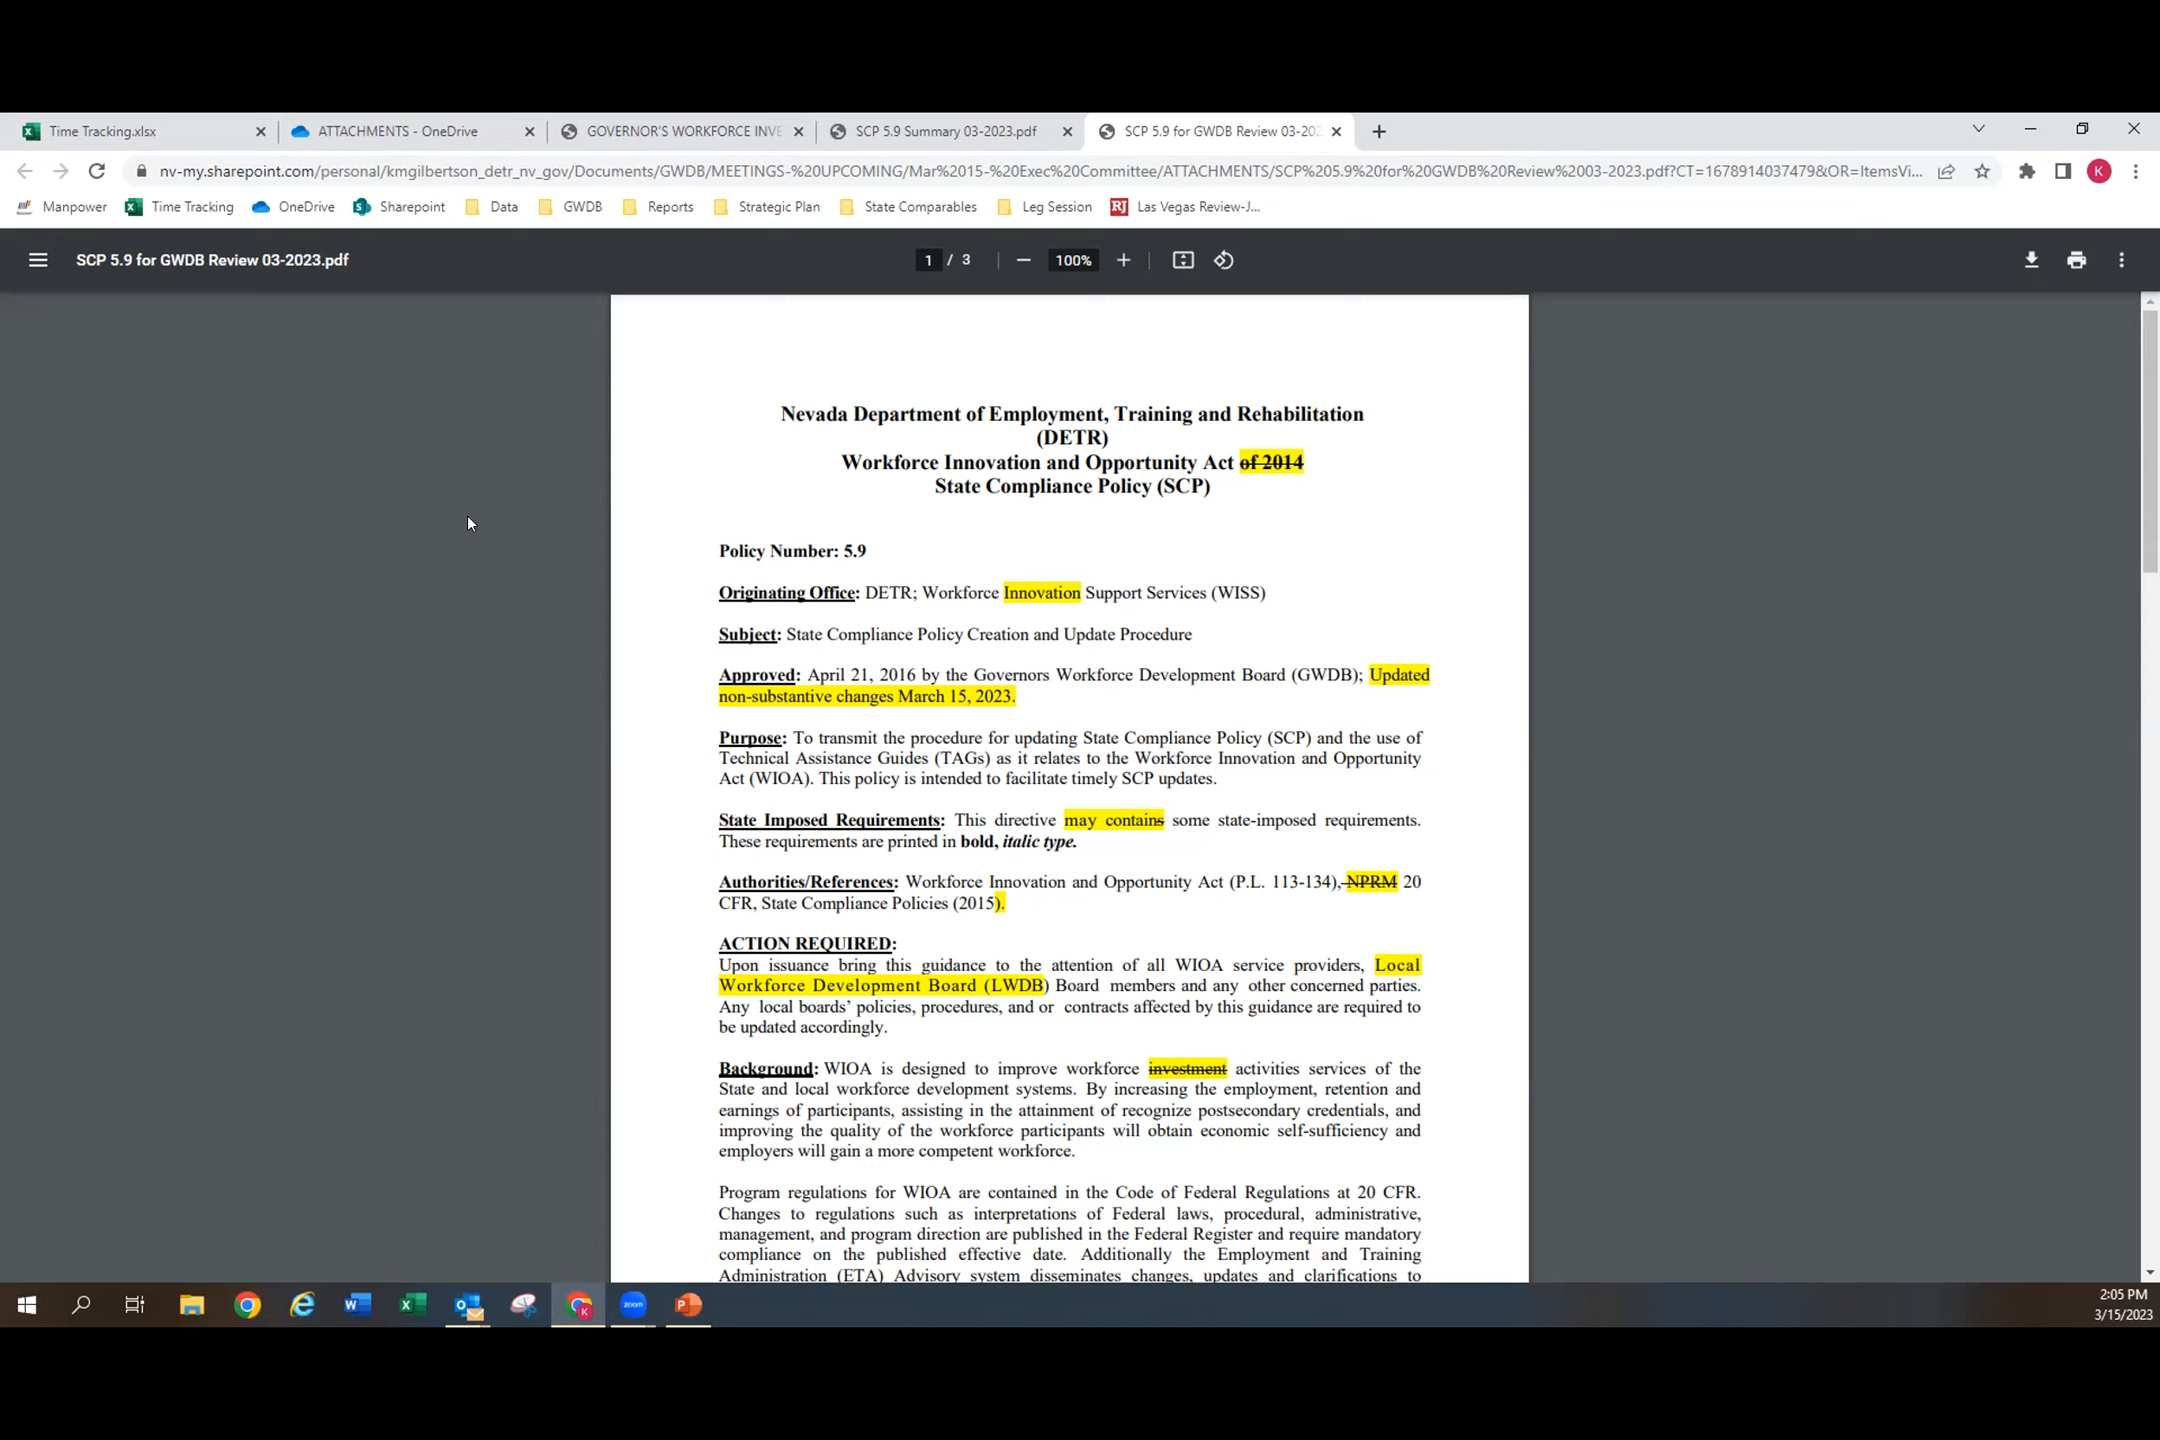 Time Tracking.xlsx
ATTACHMENTS - OneDrive
GOVERNOR'S WORKFORCE INVE
SCP 5.9 Summary 03-2023.pdf
SCP 5.9 for GWDB Review 03-202
nv-my.sharepoint.com/personal/kmgilbertson_detr_nv_gov/Documents/GWDB/MEETINGS-%20UPCOMING/Mar%2015-%20Exec%20Committee/ATTACHMENTS/SCP%205.9%20for%20GWDB%20Review%2003-2023.pdf?CT=1678914037479&OR=ItemsVi...
K
Manpower
Time Tracking
OneDrive
Sharepoint
Data
GWDB
Reports
Strategic Plan
State Comparables
Leg Session
RJ
Las Vegas Review-J...
SCP 5.9 for GWDB Review 03-2023.pdf
1 / 3
100%
Nevada Department of Employment, Training and Rehabilitation
(DETR)
Workforce Innovation and Opportunity Act of 2014
State Compliance Policy (SCP)
Policy Number: 5.9
Originating Office: DETR; Workforce Innovation Support Services (WISS)
Subject: State Compliance Policy Creation and Update Procedure
Approved: April 21, 2016 by the Governors Workforce Development Board (GWDB); Updated
non-substantive changes March 15, 2023.
Purpose: To transmit the procedure for updating State Compliance Policy (SCP) and the use of
Technical Assistance Guides (TAGs) as it relates to the Workforce Innovation and Opportunity
Act (WIOA). This policy is intended to facilitate timely SCP updates.
State Imposed Requirements: This directive may contains some state-imposed requirements.
These requirements are printed in bold, italic type.
Authorities/References: Workforce Innovation and Opportunity Act (P.L. 113-134), NPRM 20
CFR, State Compliance Policies (2015).
ACTION REQUIRED:
Upon issuance bring this guidance to the attention of all WIOA service providers, Local
Workforce Development Board (LWDB) Board members and any other concerned parties.
Any local boards' policies, procedures, and or contracts affected by this guidance are required to
be updated accordingly.
Background: WIOA is designed to improve workforce investment activities services of the
State and local workforce development systems. By increasing the employment, retention and
earnings of participants, assisting in the attainment of recognize postsecondary credentials, and
improving the quality of the workforce participants will obtain economic self-sufficiency and
employers will gain a more competent workforce.
Program regulations for WIOA are contained in the Code of Federal Regulations at 20 CFR.
Changes to regulations such as interpretations of Federal laws, procedural, administrative,
management, and program direction are published in the Federal Register and require mandatory
compliance on the published effective date. Additionally the Employment and Training
Administration (ETA) Advisory system disseminates changes, updates and clarifications to
zoom
2:05 PM
3/15/2023